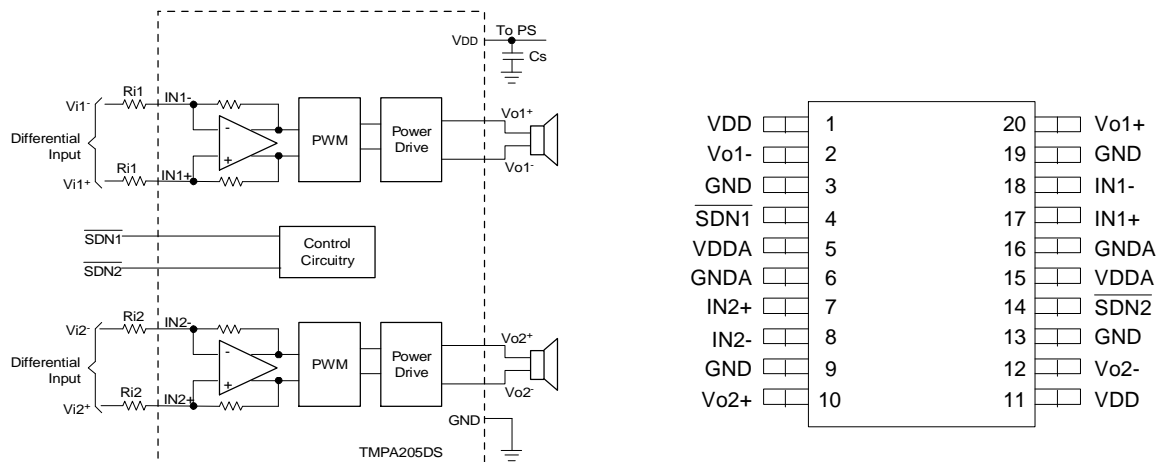 To PS
VDD
Cs
Vi1-
Ri1
IN1-
Vo1+
Differential
Input
PWM
Power
Drive
Ri1
IN1+
Vo1-
Vi1+
SDN1
SDN2
Control
Circuitry
Vi2-
Ri2
IN2-
Vo2+
Differential
Input
PWM
Power
Drive
Ri2
IN2+
Vo2-
Vi2+
GND
TMPA205DS
VDD 1 20 Vo1+
Vo1- 2 19 GND
GND 3 18 IN1-
SDN1 4 17 IN1+
VDDA 5 16 GNDA
GNDA 6 15 VDDA
IN2+ 7 14 SDN2
IN2- 8 13 GND
GND 9 12 Vo2-
Vo2+ 10 11 VDD